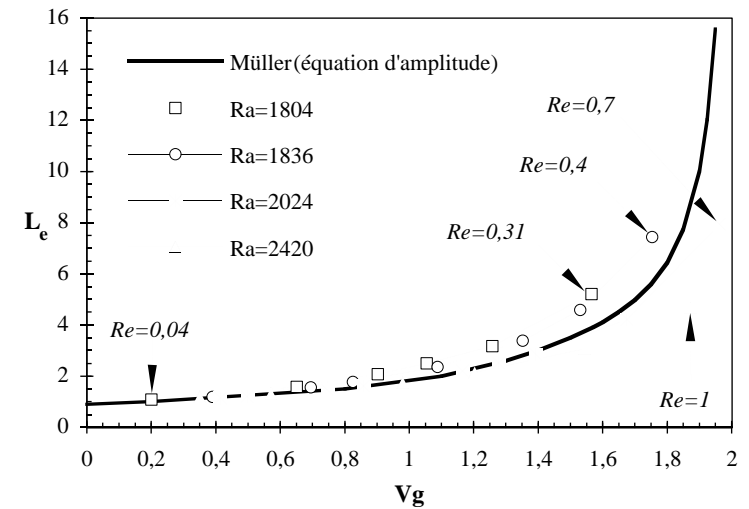 16
14
12
10
8
6
4
2
0
L_e
Müller (équation d'amplitude)
Ra=1804
Ra=1836
Ra=2024
Ra=2420
Re=0,7
Re=0,4
Re=0,31
Re=0,04
Re=1
0 0,2 0,4 0,6 0,8 1 1,2 1,4 1,6 1,8 2
Vg